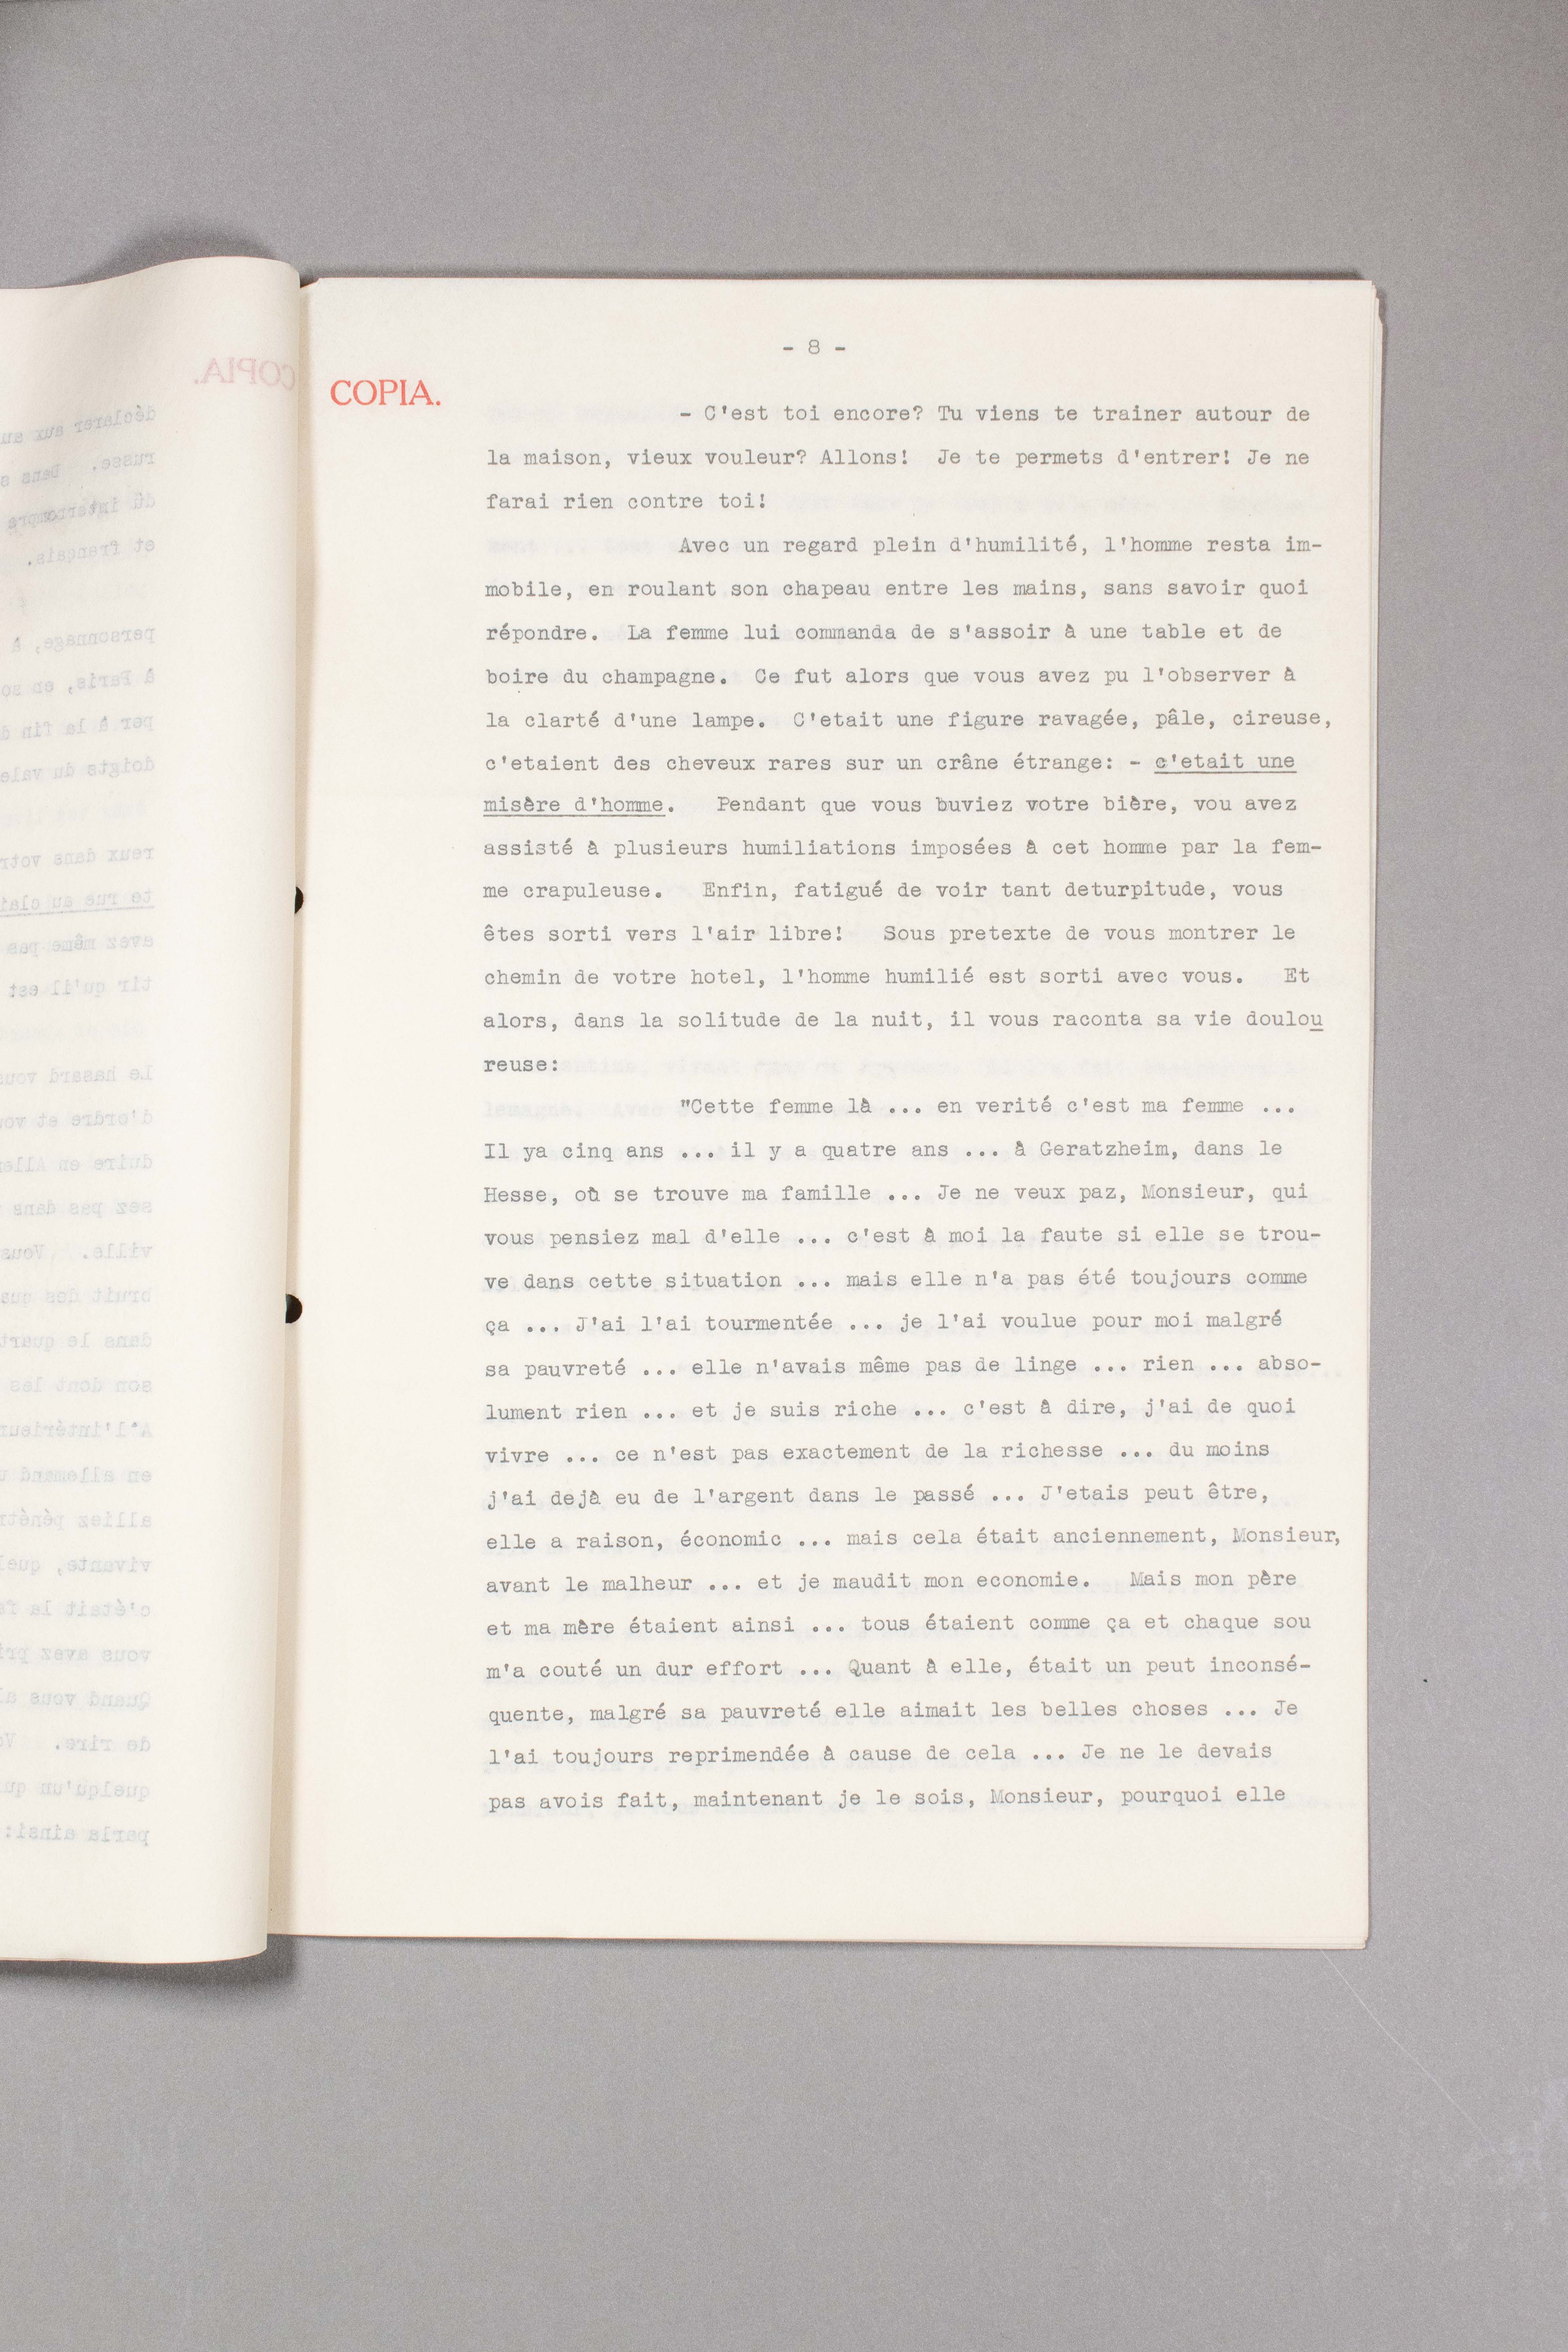 - 8 -
COPIA.
- C'est toi encore? Tu viens te trainer autour de
la maison, vieux vouleur? Allons! Je te permets d'entrer! Je ne
farai rien contre toi!
Avec un regard plein d'humilité, l'homme resta im-
mobile, en roulant son chapeau entre les mains, sans savoir quoi
répondre. La femme lui commanda de s'assoir à une table et de
boire du champagne. Ce fut alors que vous avez pu l'observer à
la clarté d'une lampe. C'etait une figure ravagée, pâle, cireuse,
c'etaient des cheveux rares sur un crâne étrange: - c'etait une
misère d'homme. Pendant que vous buviez votre bière, vou avez
assisté à plusieurs humiliations imposées à cet homme par la fem-
me crapuleuse. Enfin, fatigué de voir tant deturpitude, vous
êtes sorti vers l'air libre! Sous pretexte de vous montrer le
chemin de votre hotel, l'homme humilié est sorti avec vous. Et
alors, dans la solitude de la nuit, il vous raconta sa vie doulou
reuse:
"Cette femme là ... en verité c'est ma femme ...
Il ya cinq ans ... il y a quatre ans ... à Geratzheim, dans le
Hesse, où se trouve ma famille ... Je ne veux paz, Monsieur, qui
vous pensiez mal d'elle ... c'est à moi la faute si elle se trou-
ve dans cette situation ... mais elle n'a pas été toujours comme
ça ... J'ai l'ai tourmentée ... je l'ai voulue pour moi malgré
sa pauvreté ... elle n'avais même pas de linge ... rien ... abso-
lument rien ... et je suis riche ... c'est à dire, j'ai de quoi
vivre ... ce n'est pas exactement de la richesse ... du moins
j'ai dejà eu de l'argent dans le passé ... J'etais peut être,
elle a raison, économic ... mais cela était anciennement, Monsieur,
avant le malheur ... et je maudit mon economie. Mais mon père
et ma mère étaient ainsi ... tous étaient comme ça et chaque sou
m'a couté un dur effort ... Quant à elle, était un peut inconsé-
quente, malgré sa pauvreté elle aimait les belles choses ... Je
l'ai toujours reprimendée à cause de cela ... Je ne le devais
pas avois fait, maintenant je le sois, Monsieur, pourquoi elle